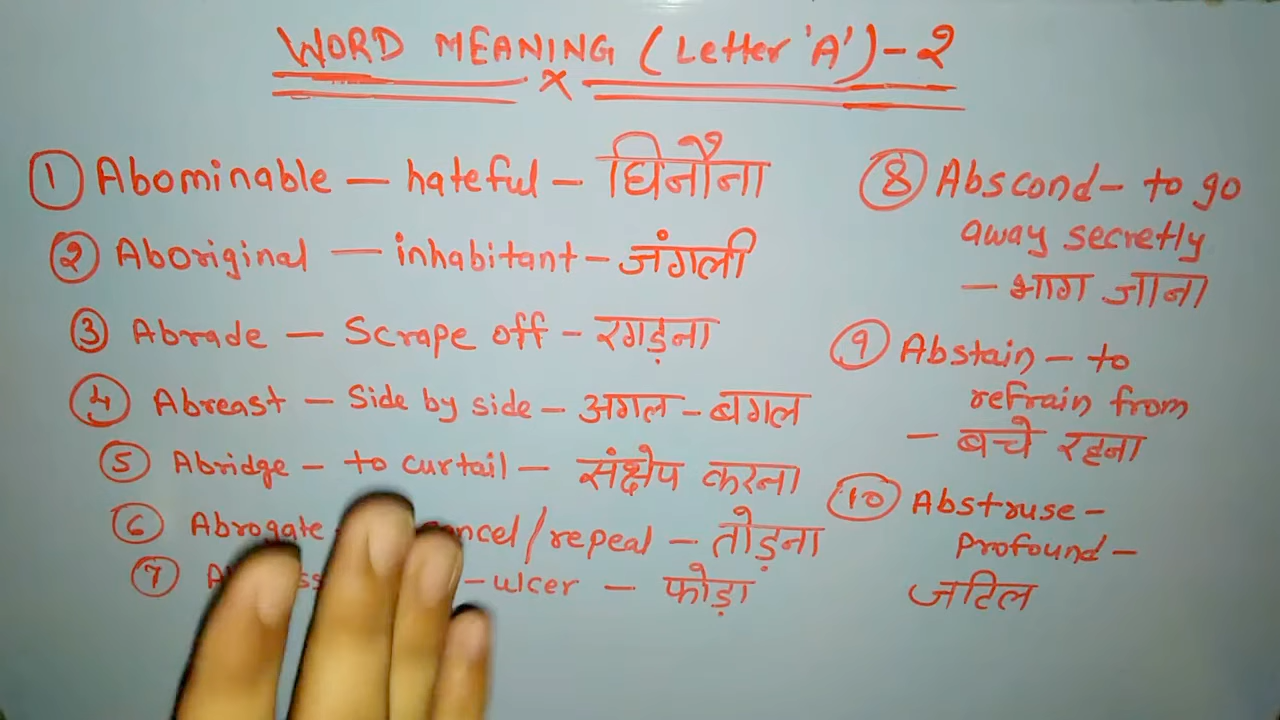 WORD MEANING (Letter 'A') - 2
x
1 Abominable — hateful — घिनौना
2 Aboriginal — inhabitant — जंगली
3 Abrade — Scrape off — रगड़ना
4 Abreast — Side by side — अगल - बगल
5 Abridge — to curtail — संक्षेप करना
6 Abrogate /repeal — तोड़ना
7 - ulcer — फोड़ा
8 Abscond - to go
away secretly
- भाग जाना
9 Abstain - to
refrain from
- बचे रहना
10 Abstruse -
Profound -
जटिल